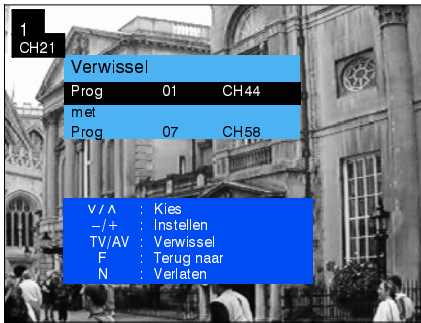 1
CH21
Verwissel
Prog 01 CH44
met
Prog 07 CH58
∨/∧ : Kies
–/+ : Instellen
TV/AV : Verwissel
F : Terug naar
N : Verlaten